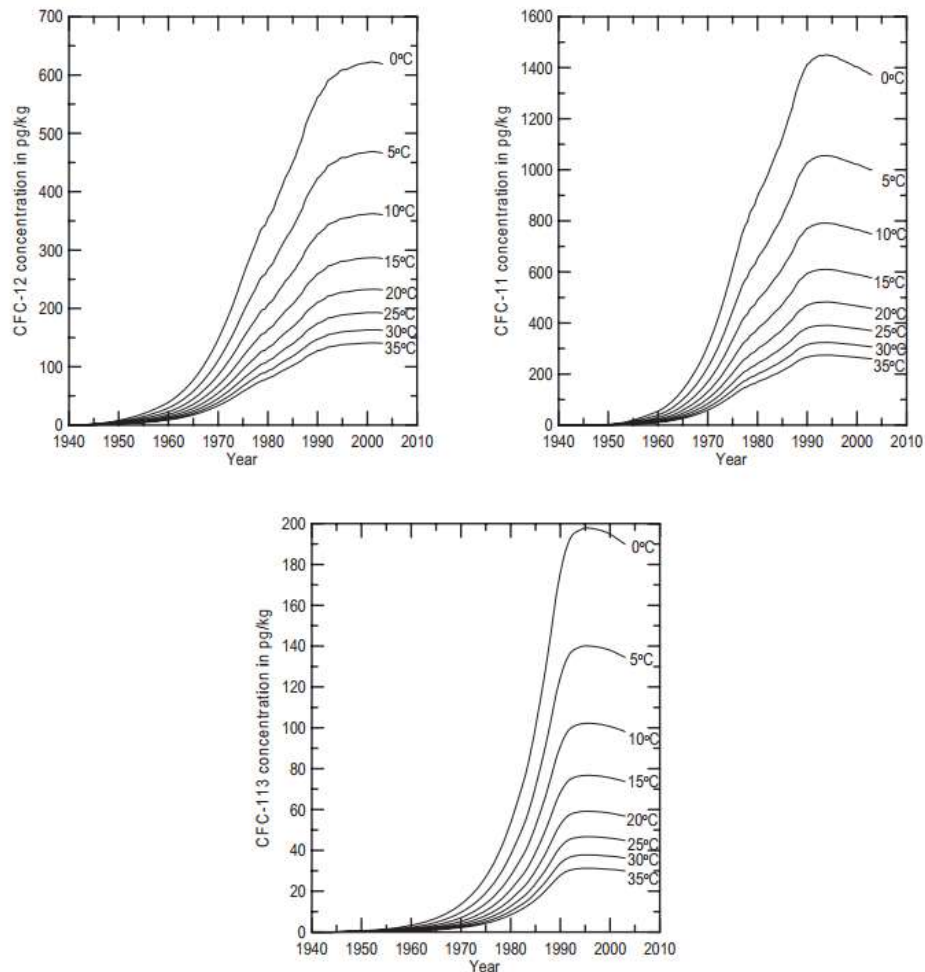 CFC-12 concentration in pg/kg
700
600
500
400
300
200
100
0
0ºC
5ºC
10ºC
15ºC
20ºC
25ºC
30ºC
35ºC
1940 1950 1960 1970 1980 1990 2000 2010
Year
CFC-11 concentration in pg/kg
1600
1400
1200
1000
800
600
400
200
0
0ºC
5ºC
10ºC
15ºC
20ºC
25ºC
30ºC
35ºC
1940 1950 1960 1970 1980 1990 2000 2010
Year
CFC-113 concentration in pg/kg
200
180
160
140
120
100
80
60
40
20
0
0ºC
5ºC
10ºC
15ºC
20ºC
25ºC
30ºC
35ºC
1940 1950 1960 1970 1980 1990 2000 2010
Year